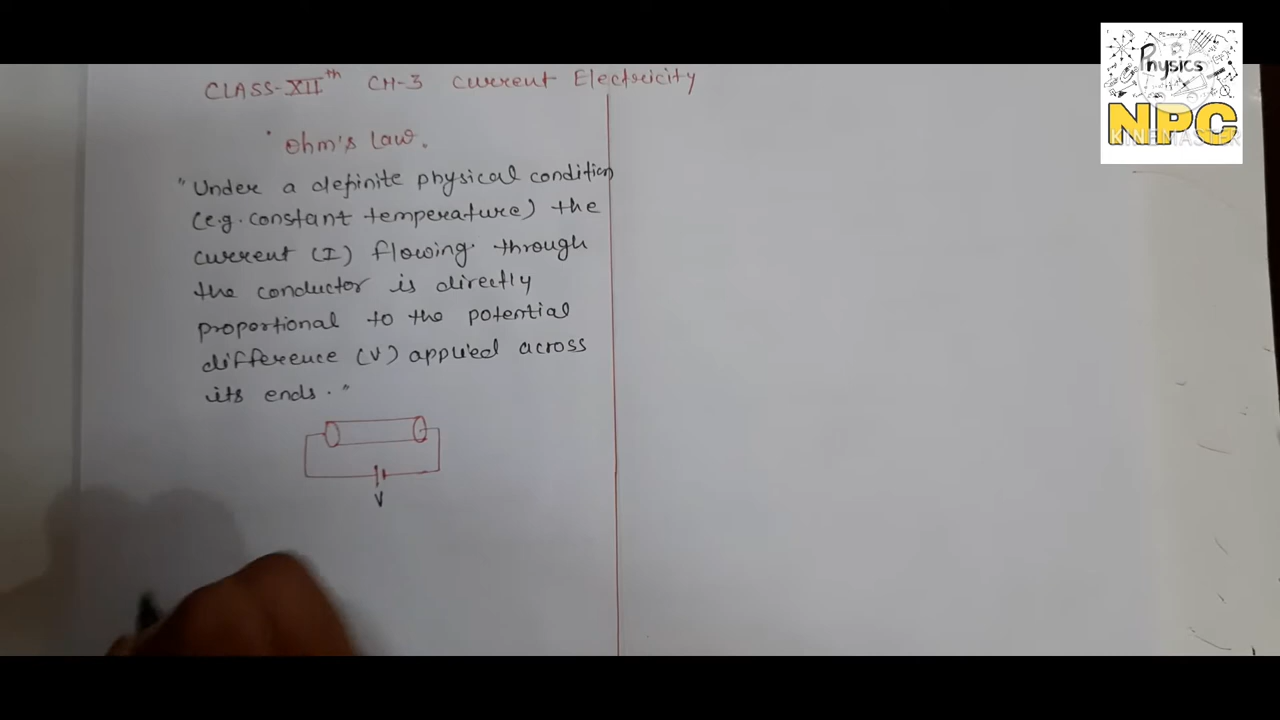 CLASS-XIIth CH-3 Current Electricity
Ohm's law.
"Under a definite physical condition
(e.g. constant temperature) the
current (I) flowing through
the conductor is directly
proportional to the potential
difference (V) applied across
its ends."
V
Physics
NPC
KINEMASTER